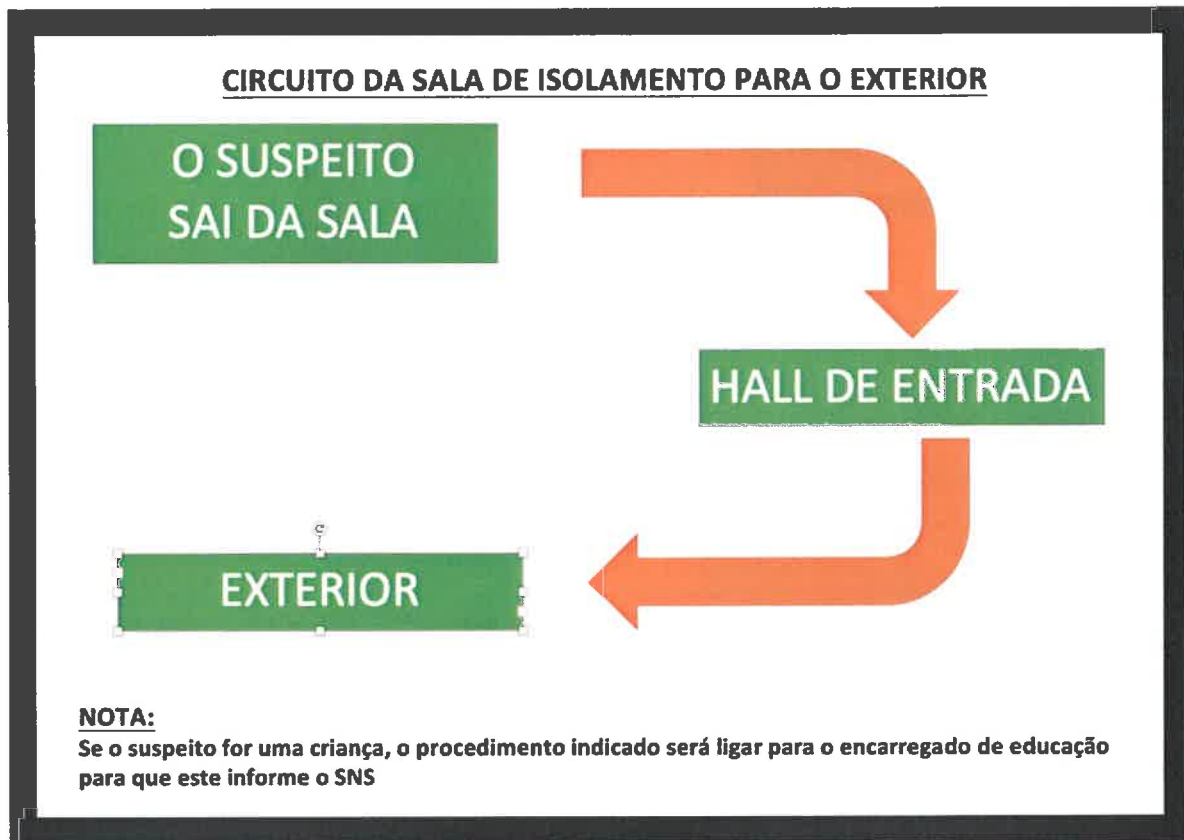 CIRCUITO DA SALA DE ISOLAMENTO PARA O EXTERIOR
O SUSPEITO
SAI DA SALA
HALL DE ENTRADA
EXTERIOR
NOTA:
Se o suspeito for uma criança, o procedimento indicado será ligar para o encarregado de educação
para que este informe o SNS